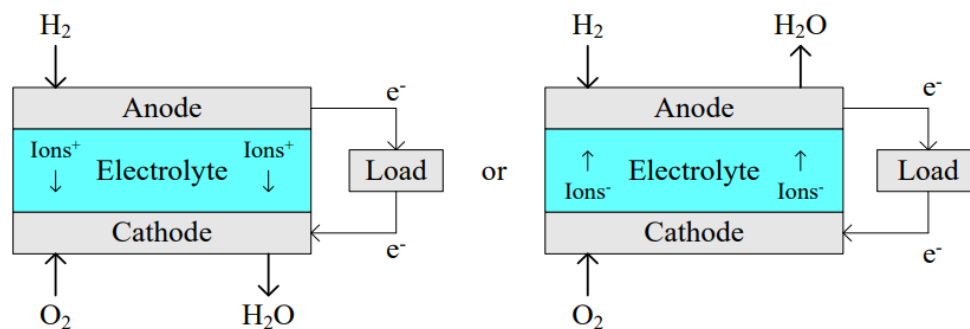 H₂
Anode
e⁻
Ions⁺
Ions⁺
Electrolyte
Load
Cathode
e⁻
O₂
H₂O
or
H₂
H₂O
Anode
e⁻
Electrolyte
Ions⁻
Ions⁻
Load
Cathode
e⁻
O₂